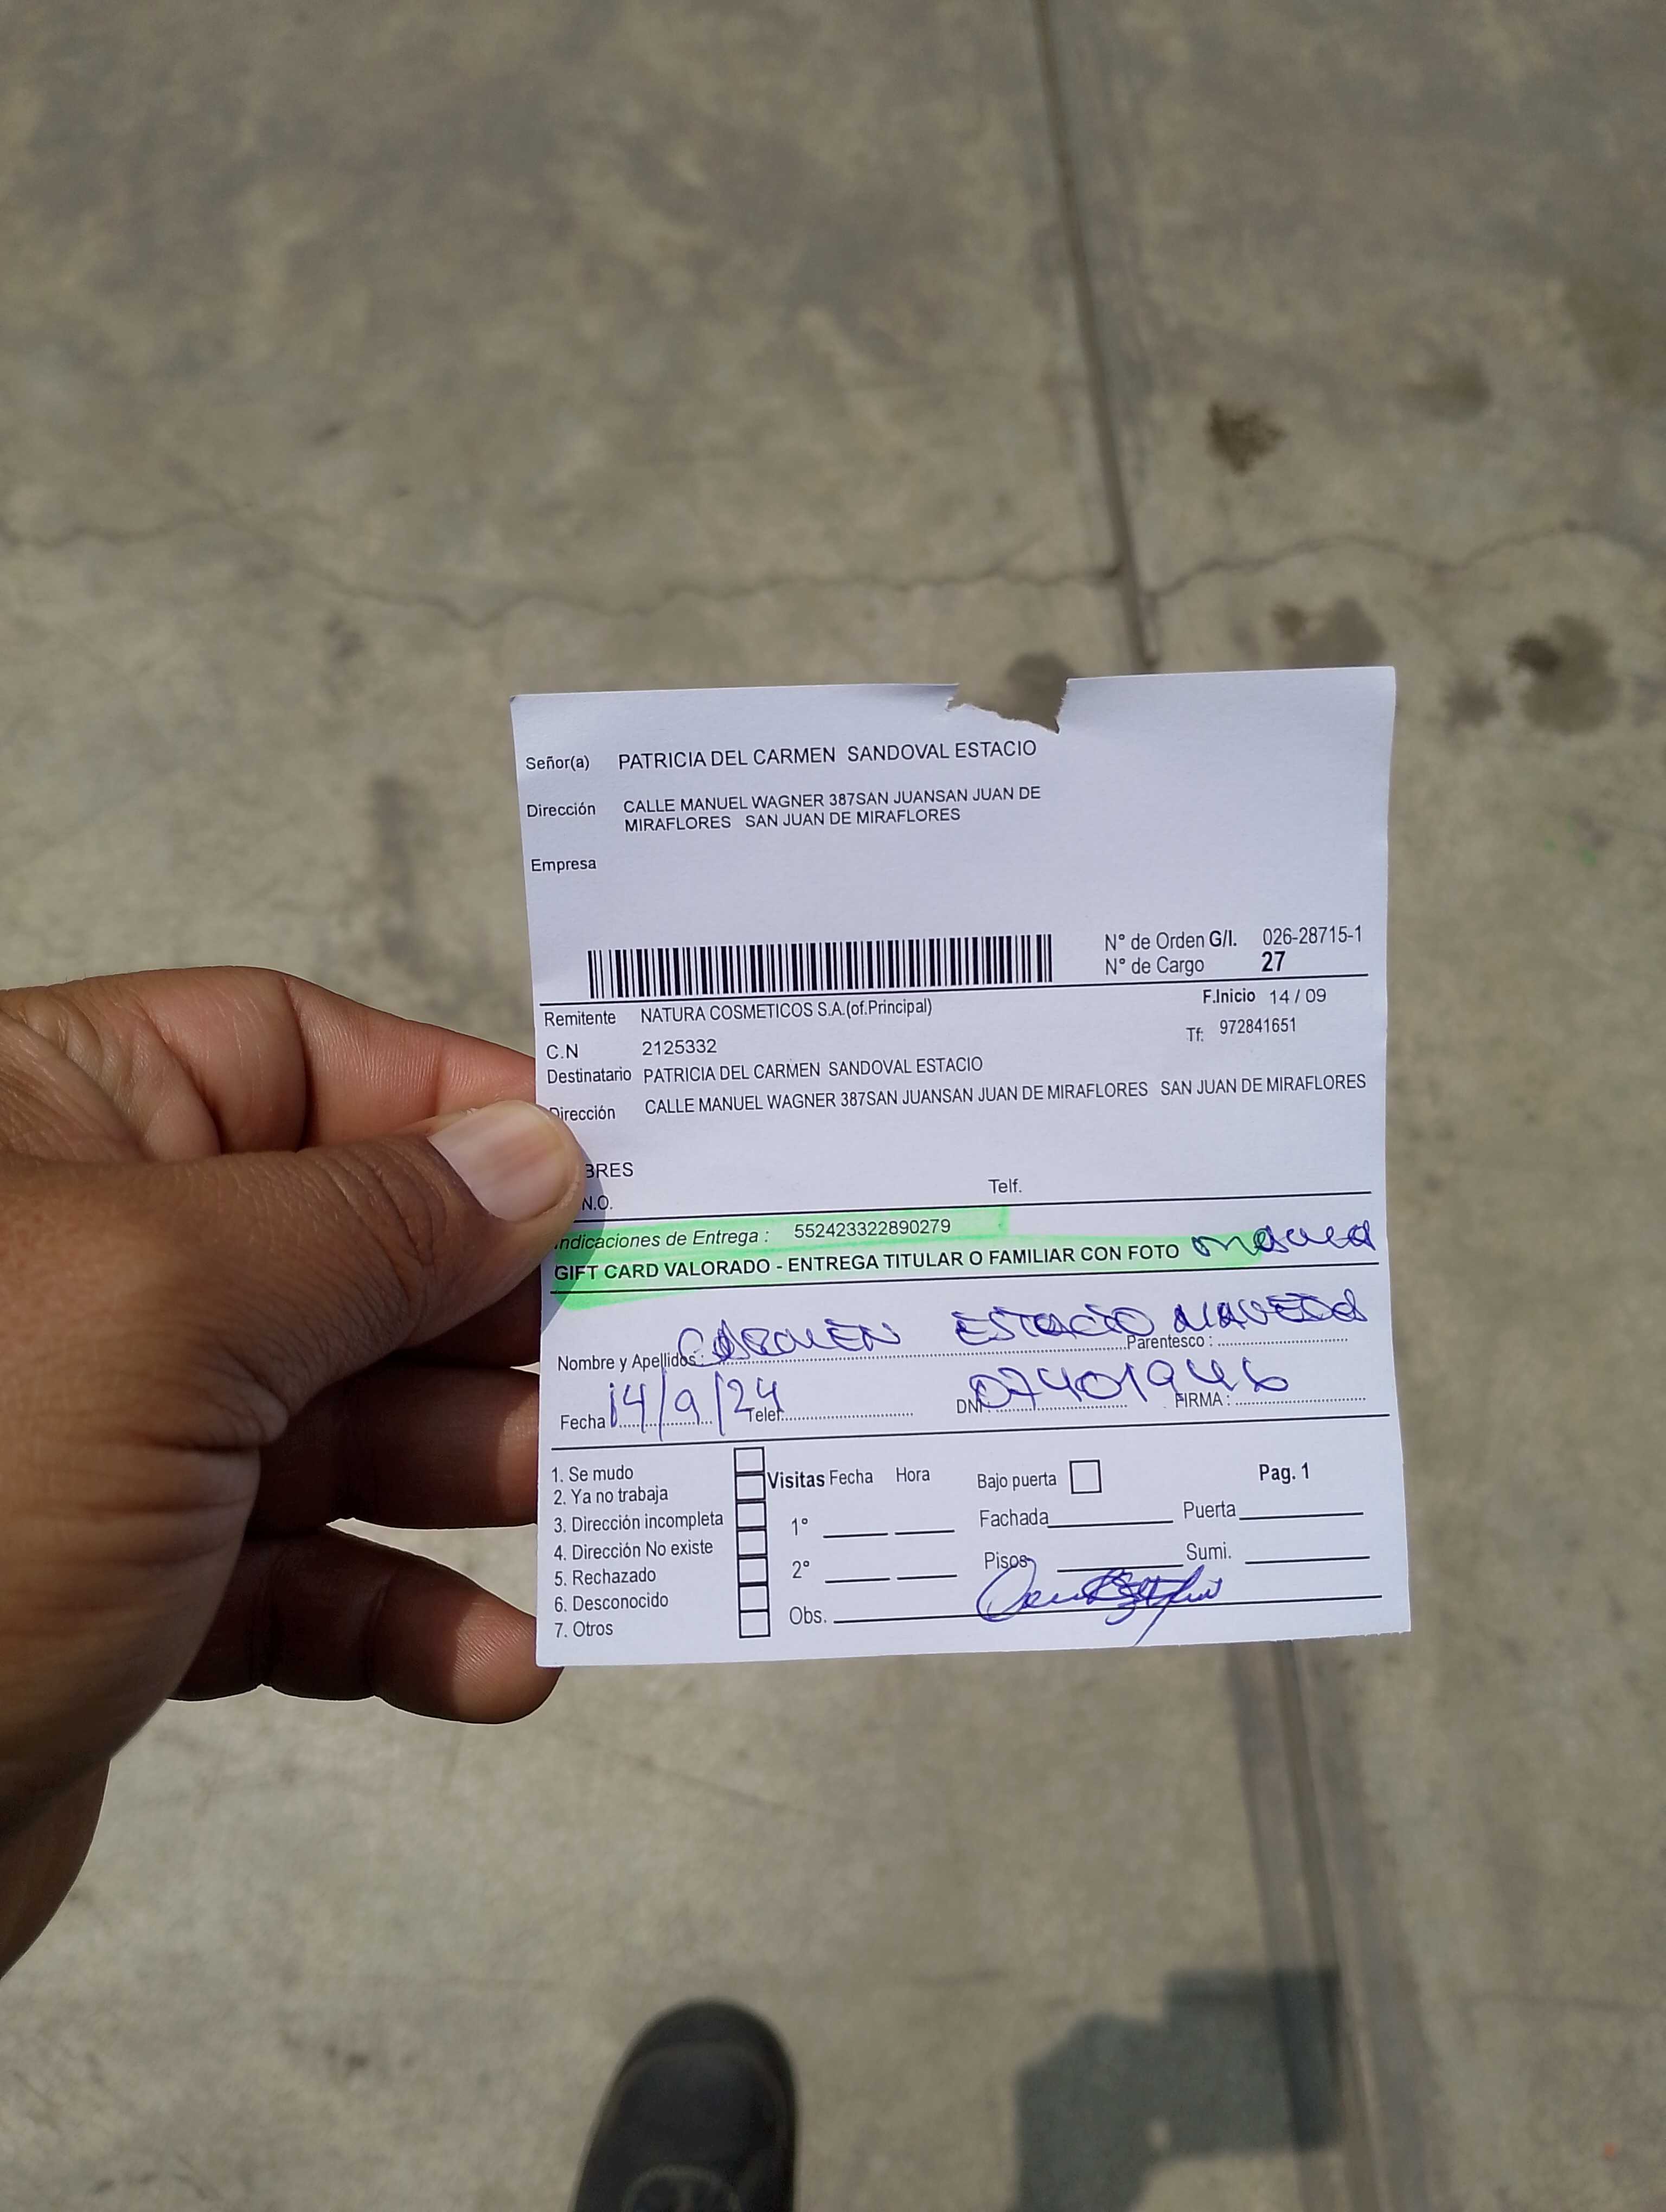 Señor(a) PATRICIA DEL CARMEN SANDOVAL ESTACIO
Dirección CALLE MANUEL WAGNER 387SAN JUANSAN JUAN DE
MIRAFLORES SAN JUAN DE MIRAFLORES
Empresa
N° de Orden G/I. 026-28715-1
N° de Cargo 27
F.Inicio 14 / 09
Remitente NATURA COSMETICOS S.A.(of.Principal)
Tf: 972841651
C.N 2125332
Destinatario PATRICIA DEL CARMEN SANDOVAL ESTACIO
Dirección CALLE MANUEL WAGNER 387SAN JUANSAN JUAN DE MIRAFLORES SAN JUAN DE MIRAFLORES
BRES
N.O. Telf.
Indicaciones de Entrega : 552423322890279
GIFT CARD VALORADO - ENTREGA TITULAR O FAMILIAR CON FOTO
Nombre y Apellidos: CARMEN ESTACIO Parentesco :
Fecha 14/9/24 Telef. DNI 07401946 FIRMA :
1. Se mudo
2. Ya no trabaja
3. Dirección incompleta
4. Dirección No existe
5. Rechazado
6. Desconocido
7. Otros
Visitas Fecha Hora
1°
2°
Obs.
Bajo puerta Pag. 1
Fachada Puerta
Pisos Sumi.